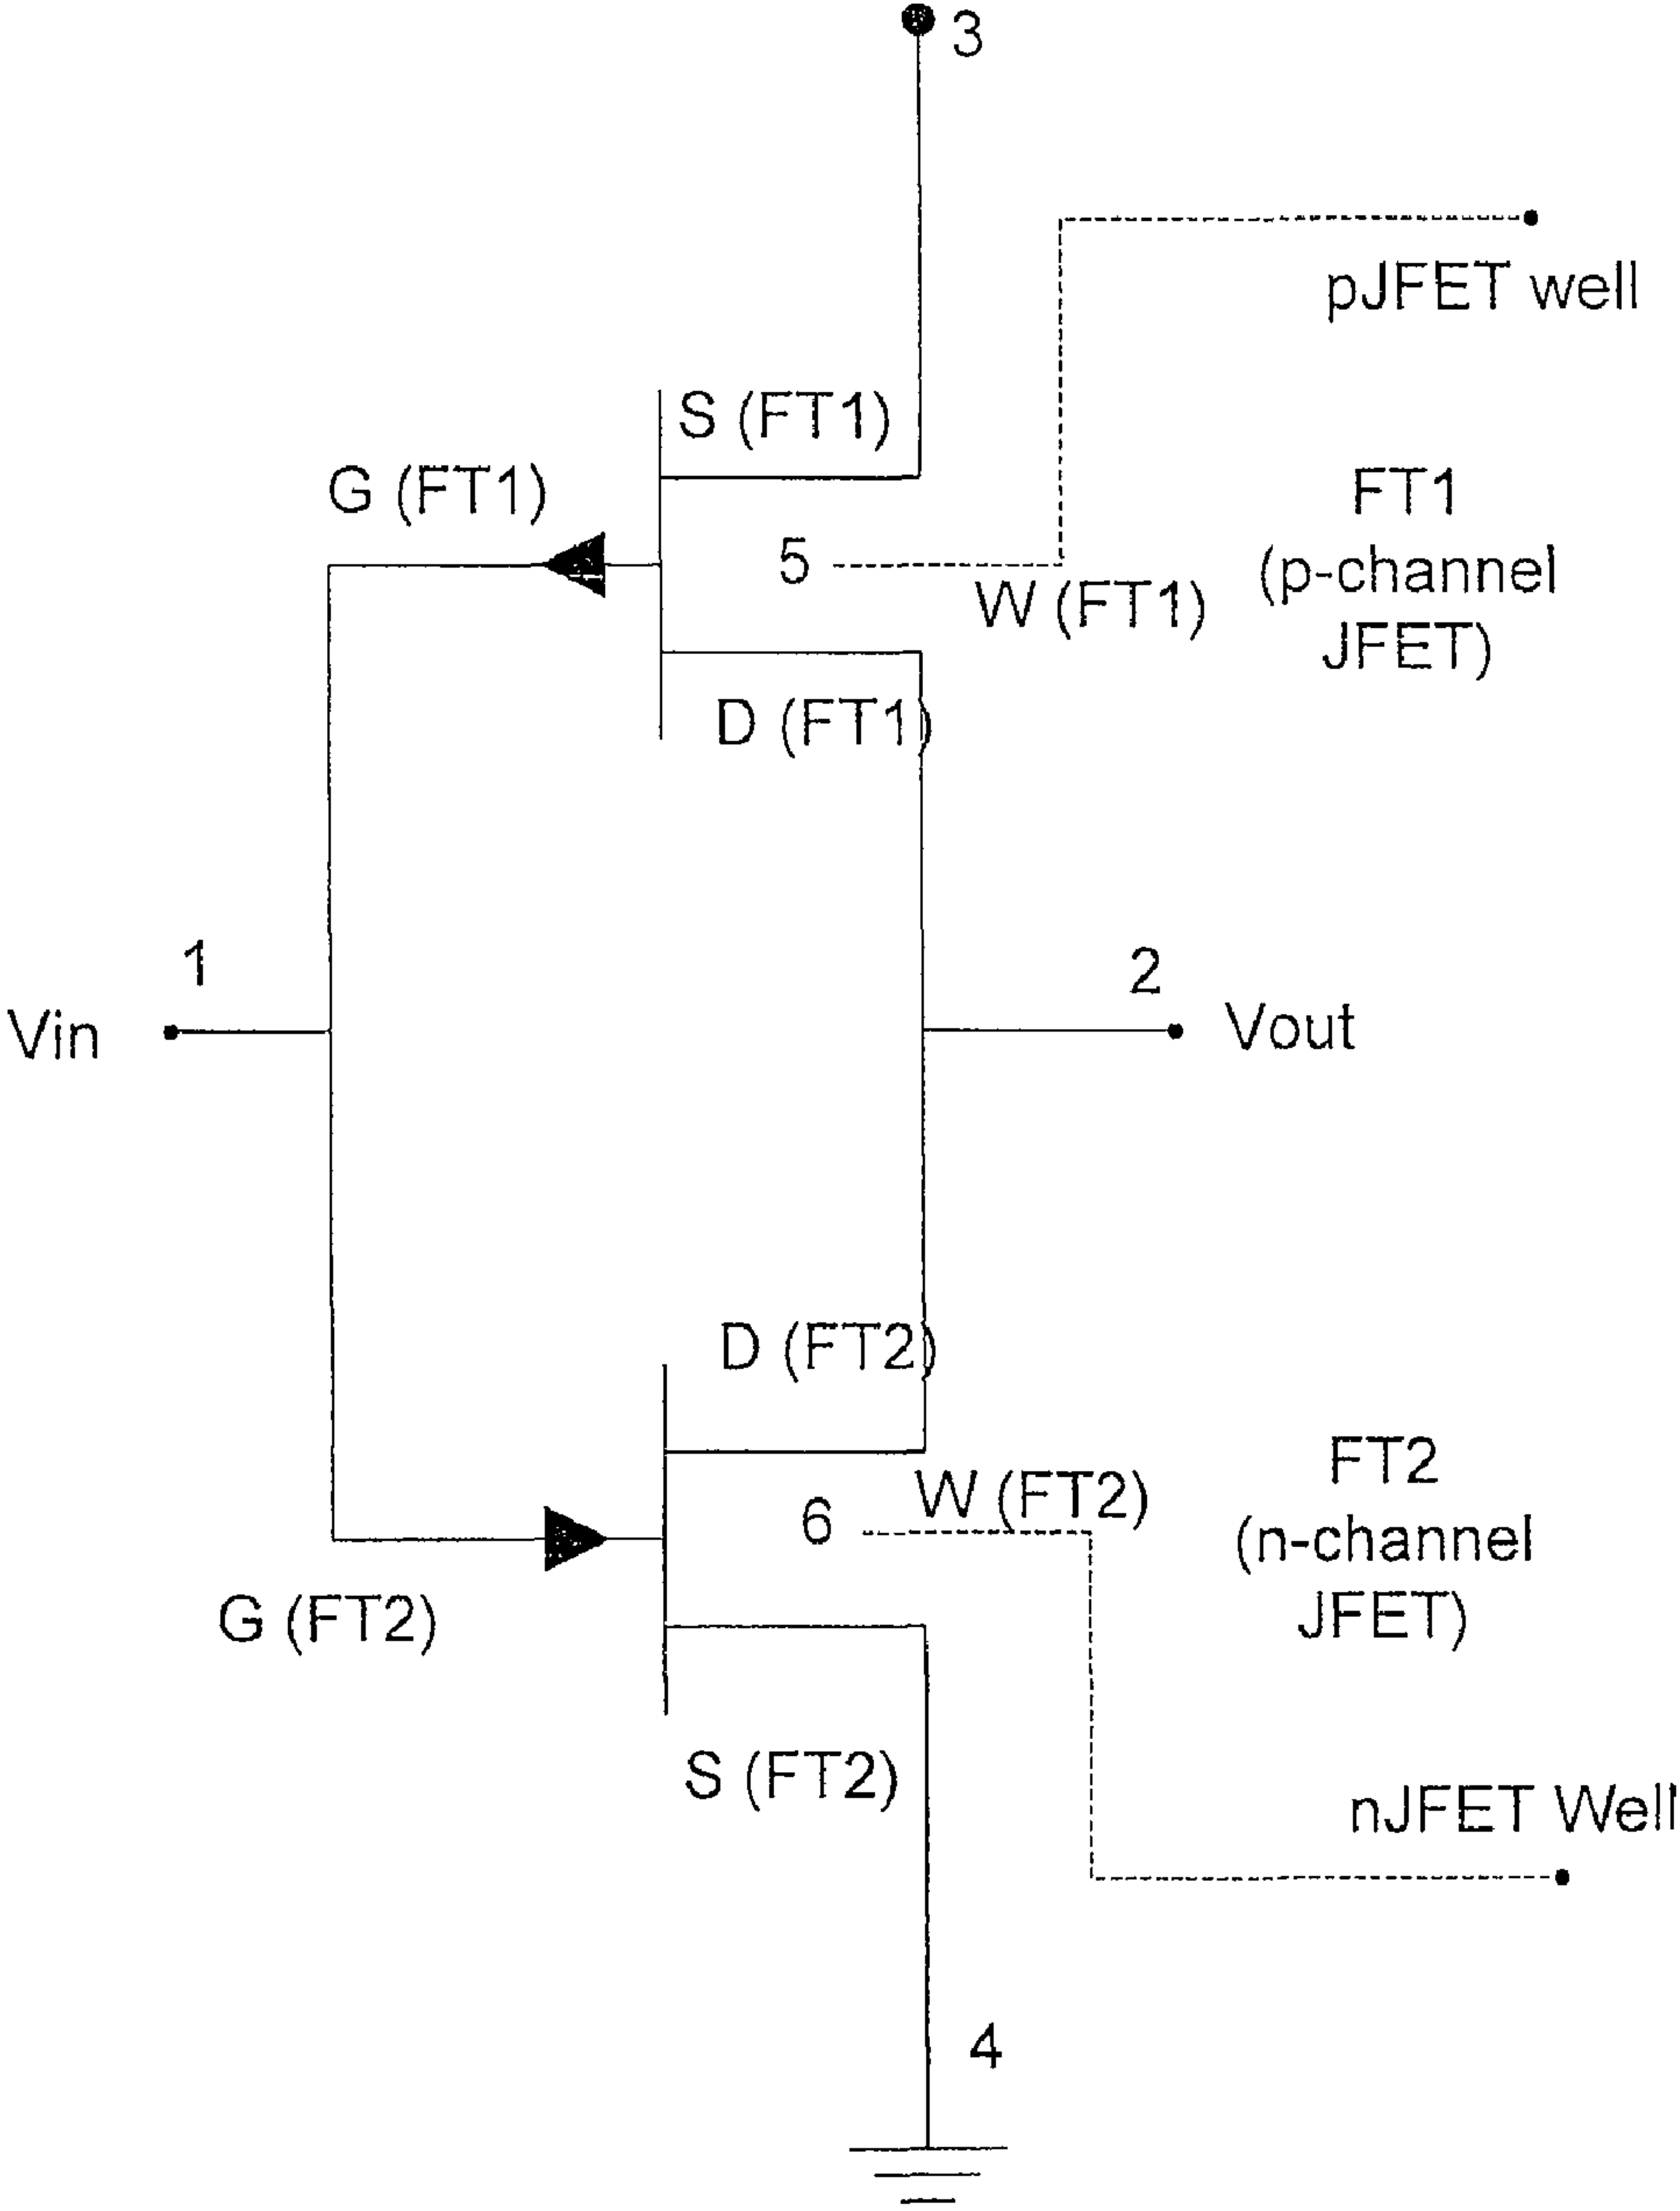 3
pJFET well
S (FT1)
G (FT1)
FT1
5
(p-channel
W (FT1)
JFET)
D (FT1)
1
2
Vin
Vout
D (FT2)
FT2
W (FT2)
6
(n-channel
G (FT2)
JFET)
S (FT2)
nJFET Well
4